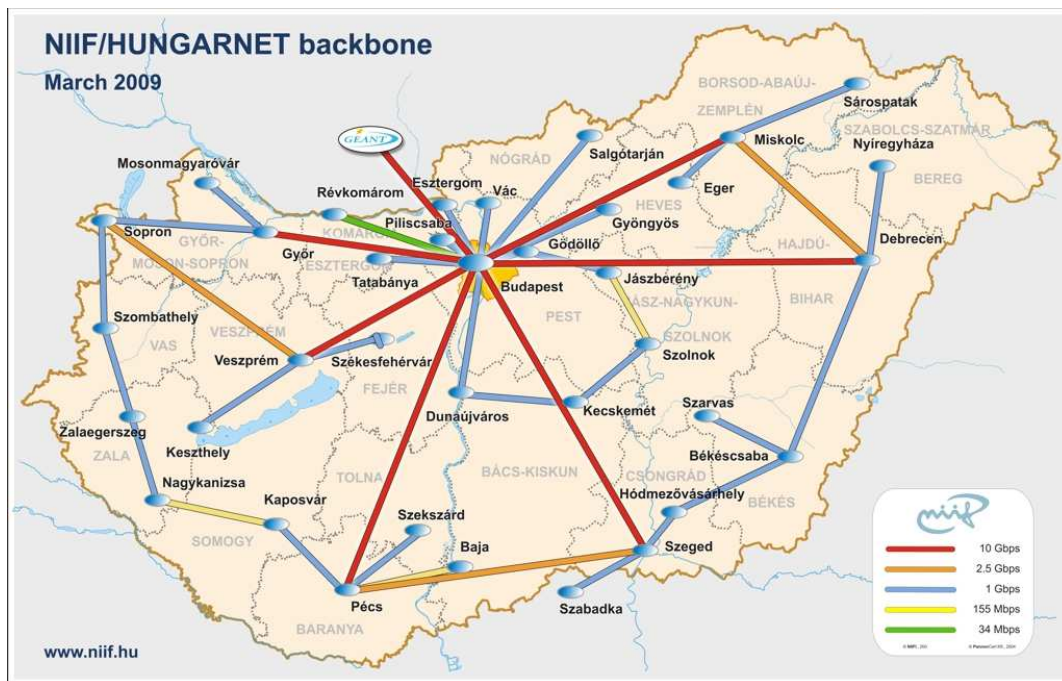 NIIF/HUNGARNET backbone
March 2009
BORSOD-ABAÚJ-
ZEMPLÉN
Sárospatak
SZABOLCS-SZATMÁR
Nyíregyháza
BEREG
GÉANT
NÓGRÁD
Salgótarján
Miskolc
Mosonmagyaróvár
Esztergom
Vác
Eger
Révkomárom
HEVES
Gyöngyös
Piliscsaba
KOMÁROM
ESZTERGOM
Sopron
GYŐR-
MOSON-SOPRON
Győr
Tatabánya
Gödöllő
HAJDÚ-
BIHAR
Debrecen
Budapest
Jászberény
JÁSZ-NAGYKUN-
SZOLNOK
PEST
Szolnok
Szombathely
VAS
VESZPRÉM
Veszprém
Székesfehérvár
FEJÉR
Dunaújváros
Kecskemét
Szarvas
Zalaegerszeg
ZALA
Keszthely
Békéscsaba
Nagykanizsa
Kaposvár
TOLNA
BÁCS-KISKUN
CSONGRÁD
Hódmezővásárhely
BÉKÉS
SOMOGY
Szekszárd
Baja
Szeged
Pécs
Szabadka
BARANYA
niif
10 Gbps
2.5 Gbps
1 Gbps
155 Mbps
34 Mbps
www.niif.hu